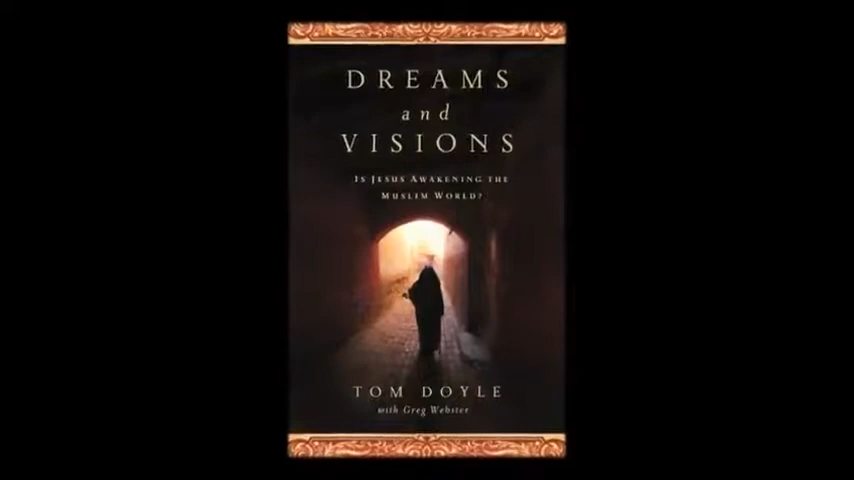 DREAMS
and
VISIONS
IS JESUS AWAKENING THE
MUSLIM WORLD?
TOM DOYLE
with Greg Webster